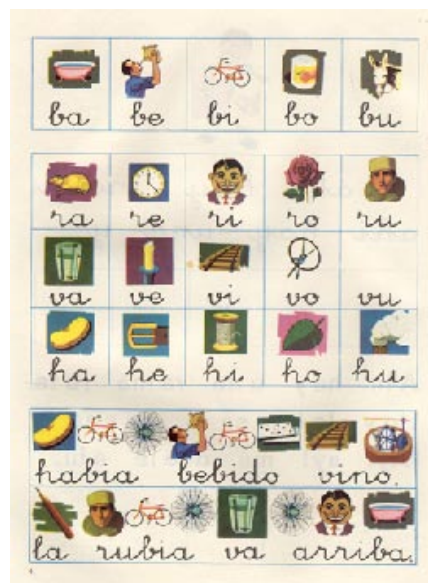 ba be bi bo bu
ra re ri ro ru
va ve vi vo vu
ha he hi ho hu
habia bebido vino.
la rubia va arriba.